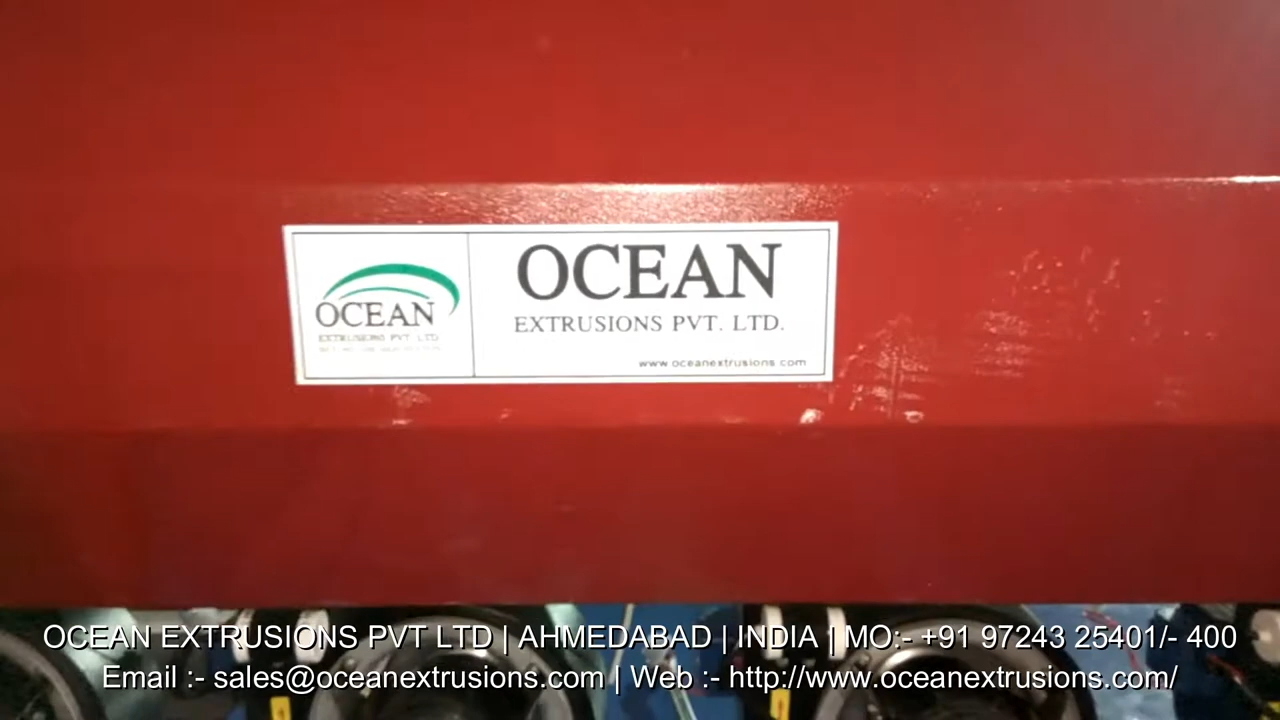 OCEAN
EXTRUSIONS PVT. LTD.
OCEAN
EXTRUSIONS PVT. LTD.
www.oceanextrusions.com
OCEAN EXTRUSIONS PVT LTD | AHMEDABAD | INDIA | MO:- +91 97243 25401/- 400
Email :- sales@oceanextrusions.com | Web :- http://www.oceanextrusions.com/